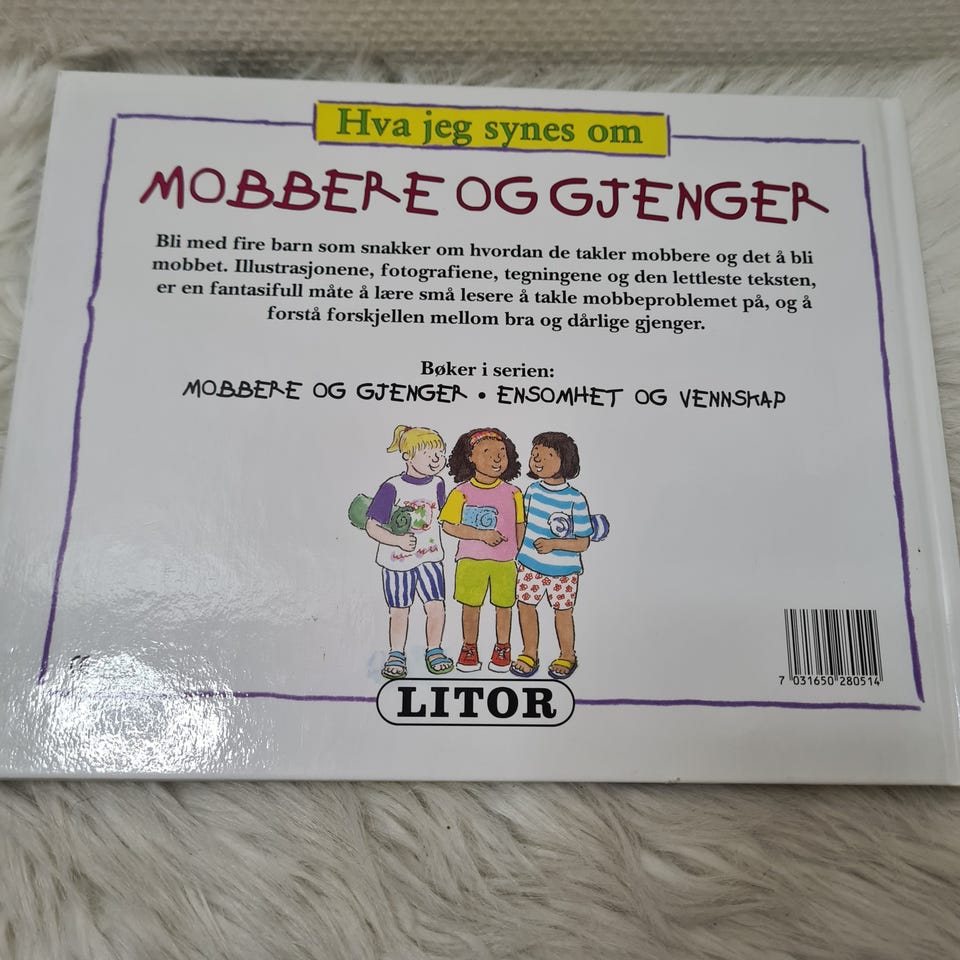 Hva jeg synes om
MOBBERE OG GJENGER
Bli med fire barn som snakker om hvordan de takler mobbere og det å bli
mobbet. Illustrasjonene, fotografiene, tegningene og den lettleste teksten,
er en fantasifull måte å lære små lesere å takle mobbeproblemet på, og å
forstå forskjellen mellom bra og dårlige gjenger.
Bøker i serien:
MOBBERE OG GJENGER • ENSOMHET OG VENNSKAP
7 031650 280514
LITOR